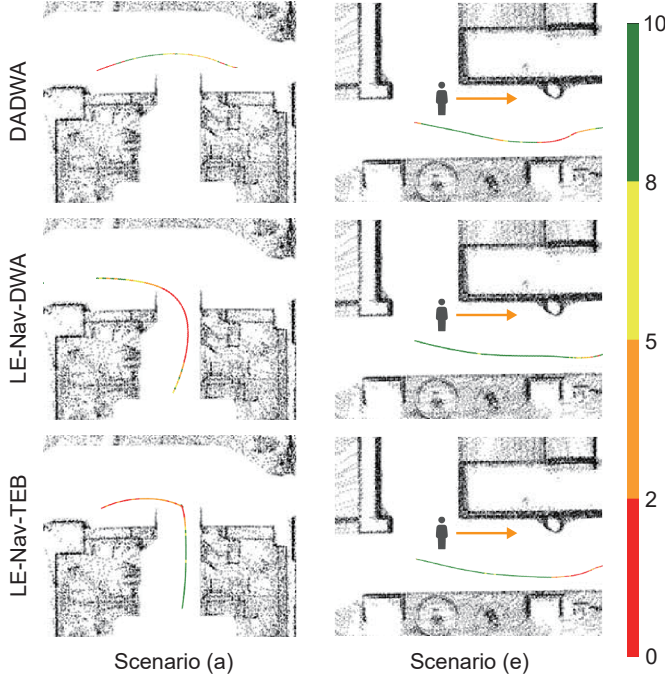 DADWA
LE-Nav-DWA
LE-Nav-TEB
Scenario (a)
Scenario (e)
10
8
5
2
0